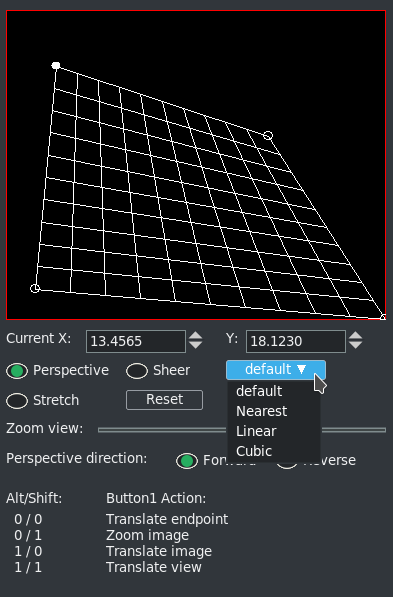 Current X: 13.4565 Y: 18.1230
Perspective Sheer default ▼
default
Stretch Reset Nearest
Zoom view: Linear
Cubic
Perspective direction: Forward Reverse
Alt/Shift: Button1 Action:
0 / 0 Translate endpoint
0 / 1 Zoom image
1 / 0 Translate image
1 / 1 Translate view